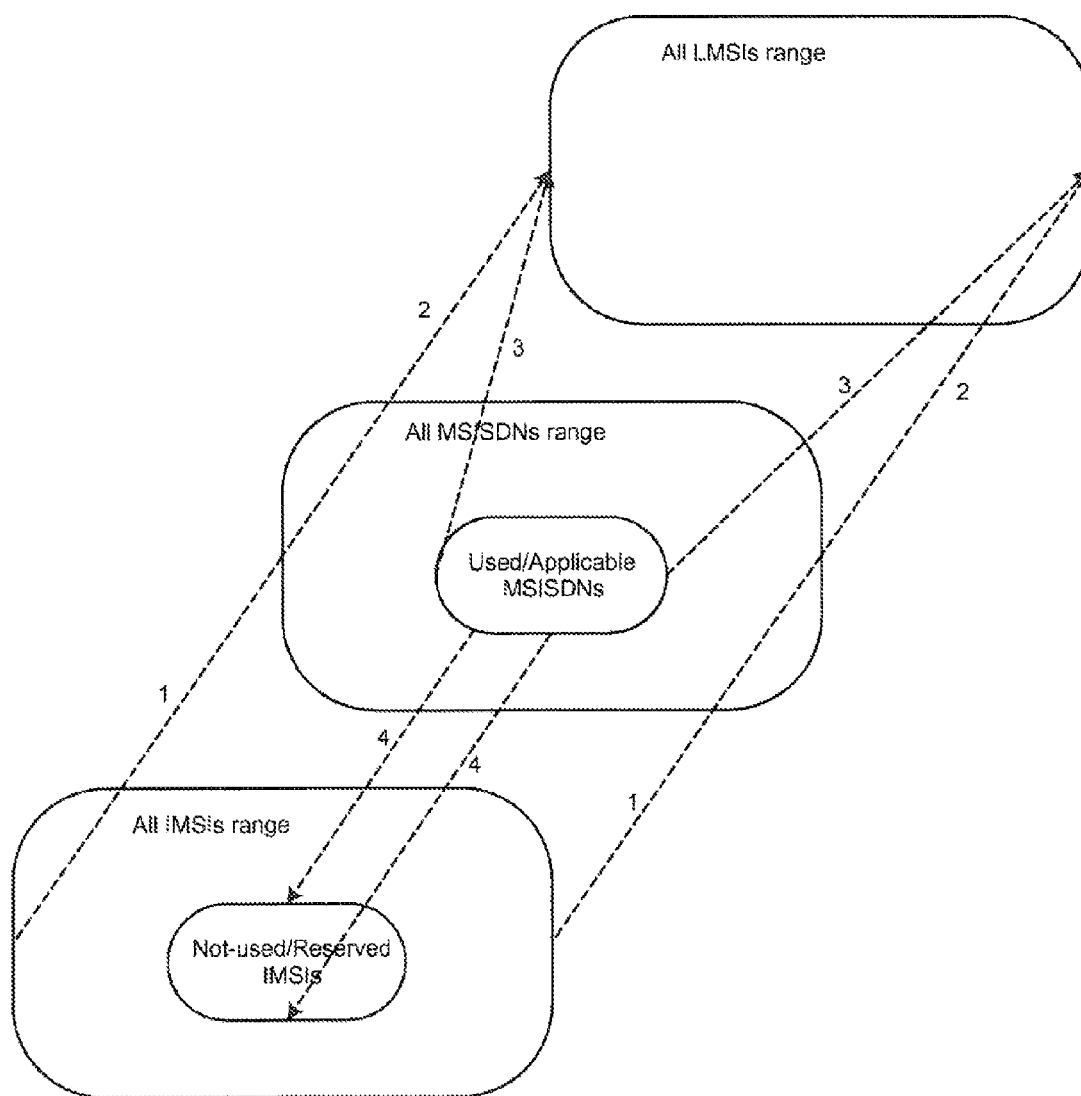 All LMSIs range
2
3
3
2
All MSISDNs range
Used/Applicable
MSISDNs
1
4
4
1
All IMSIs range
Not-used/Reserved
IMSIs